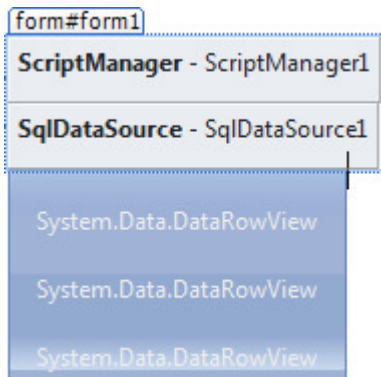 form#form1
ScriptManager - ScriptManager1
SqlDataSource - SqlDataSource1
System.Data.DataRowView
System.Data.DataRowView
System.Data.DataRowView